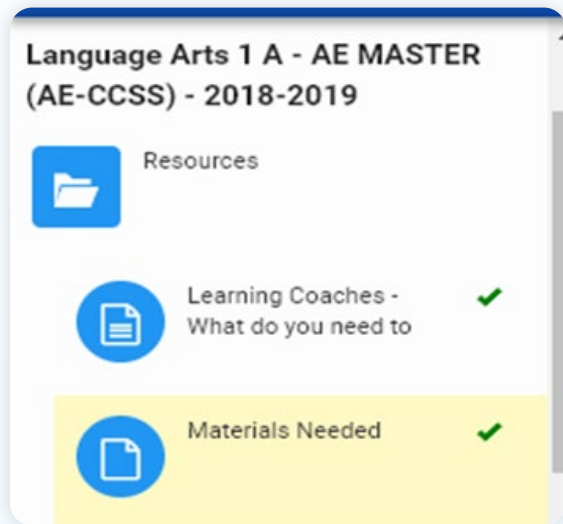 Language Arts 1 A - AE MASTER
(AE-CCSS) - 2018-2019
Resources
Learning Coaches -
What do you need to
Materials Needed